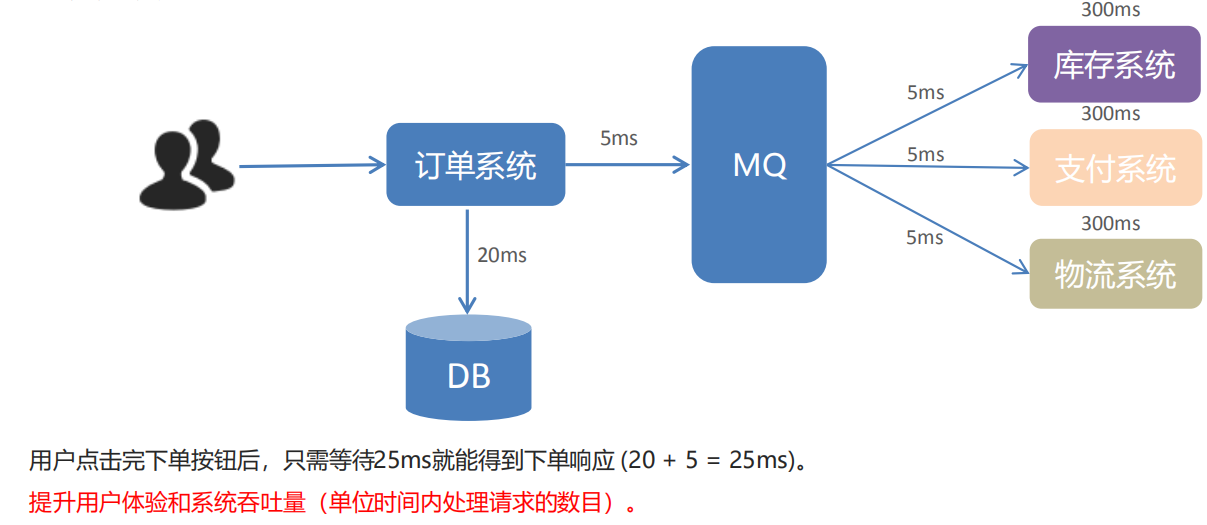 300ms
库存系统
5ms
300ms
订单系统
5ms
MQ
5ms
支付系统
300ms
5ms
物流系统
20ms
DB
用户点击完下单按钮后，只需等待25ms就能得到下单响应 (20 + 5 = 25ms)。
提升用户体验和系统吞吐量（单位时间内处理请求的数目）。